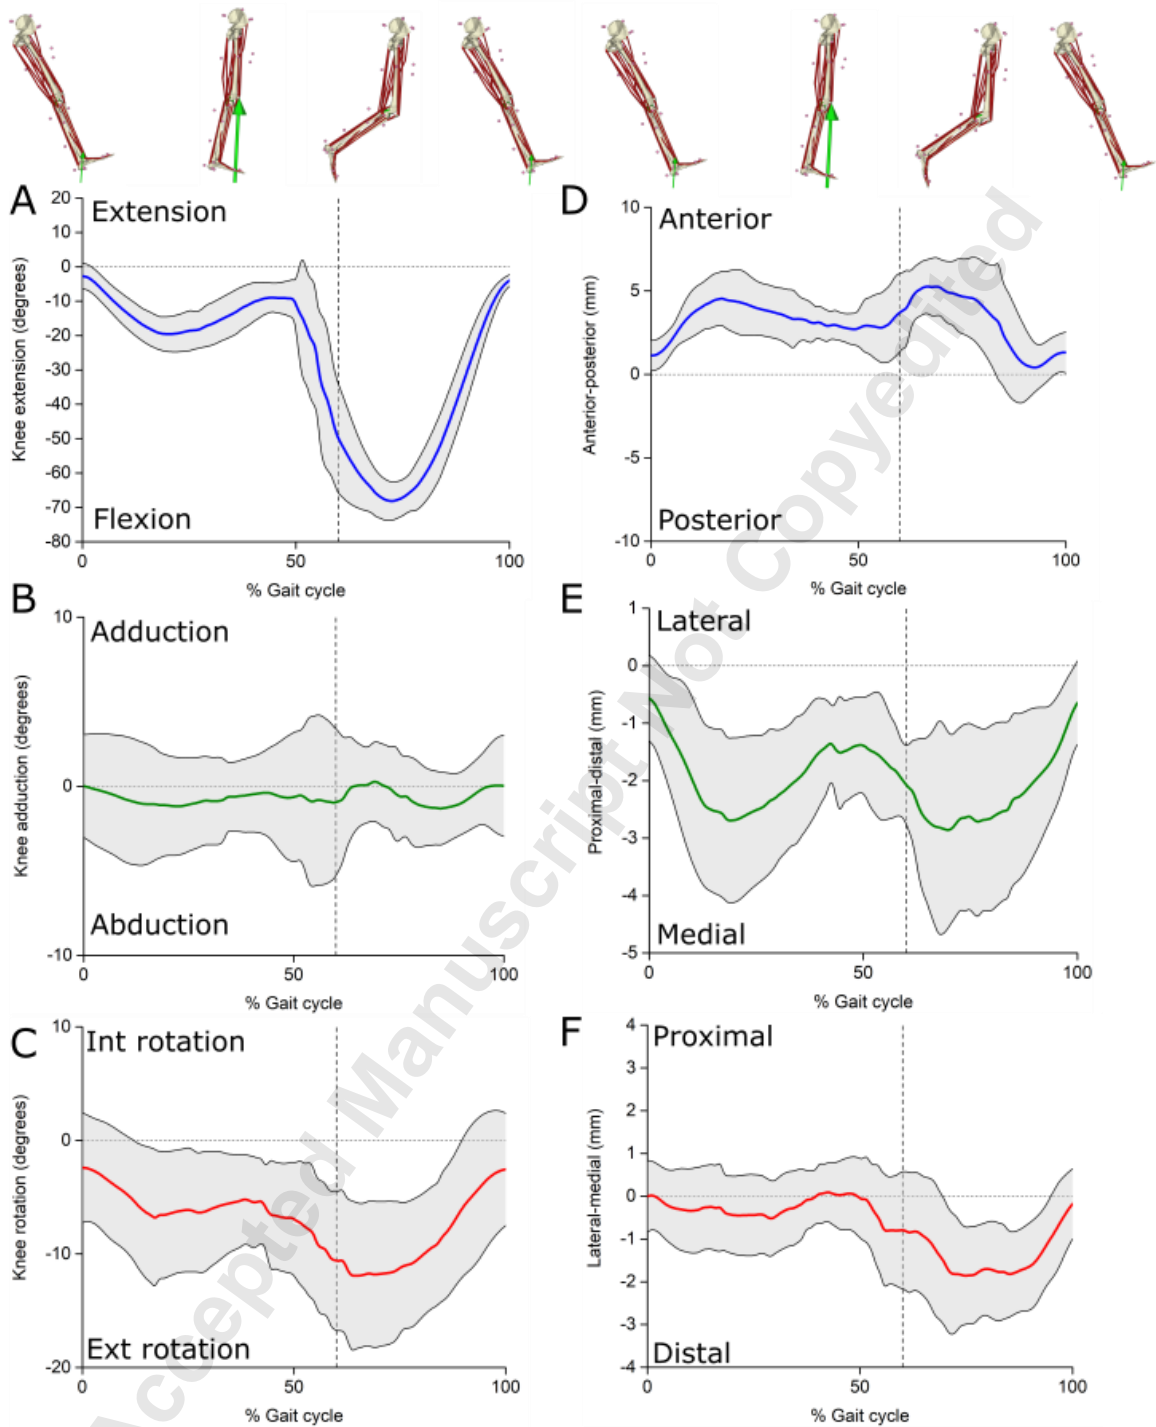 A
Extension
20
10
0
-10
-20
-30
-40
-50
-60
-70
-80
Knee extension (degrees)
Flexion
0
50
100
% Gait cycle
D
Anterior
10
5
0
-5
-10
Anterior-posterior (mm)
Posterior
0
50
100
% Gait cycle
B
Adduction
10
0
-10
Knee adduction (degrees)
Abduction
0
50
100
% Gait cycle
E
Lateral
1
0
-1
-2
-3
-4
-5
Proximal-distal (mm)
Medial
0
50
100
% Gait cycle
C
Int rotation
10
0
-10
-20
Knee rotation (degrees)
Ext rotation
0
50
100
% Gait cycle
F
Proximal
4
3
2
1
0
-1
-2
-3
-4
Lateral-medial (mm)
Distal
0
50
100
% Gait cycle
Accepted Manuscript Not Copyedited